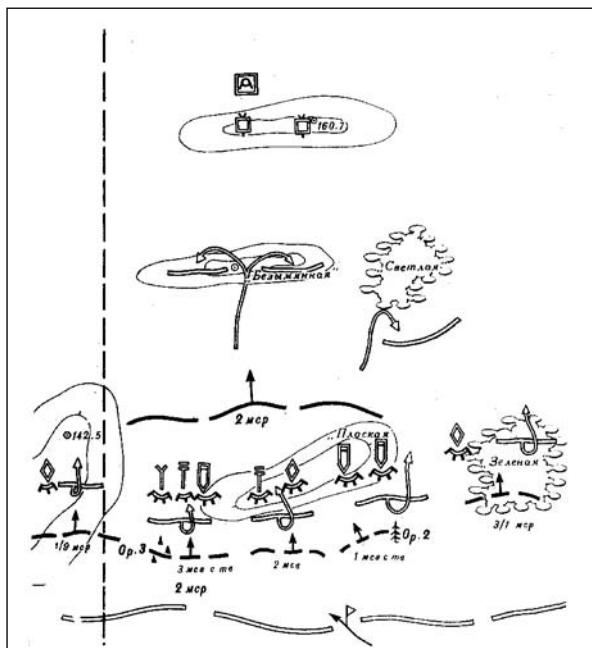 160.7
„Безымянная"
Светлая
2 мср
⊙142.5
„Плоская"
Зеленая
1/9 мср
Ор.3
3 мсв с тв
2 мср
2 мсв
1 мсв с тв
Ор.2
3/1 мср